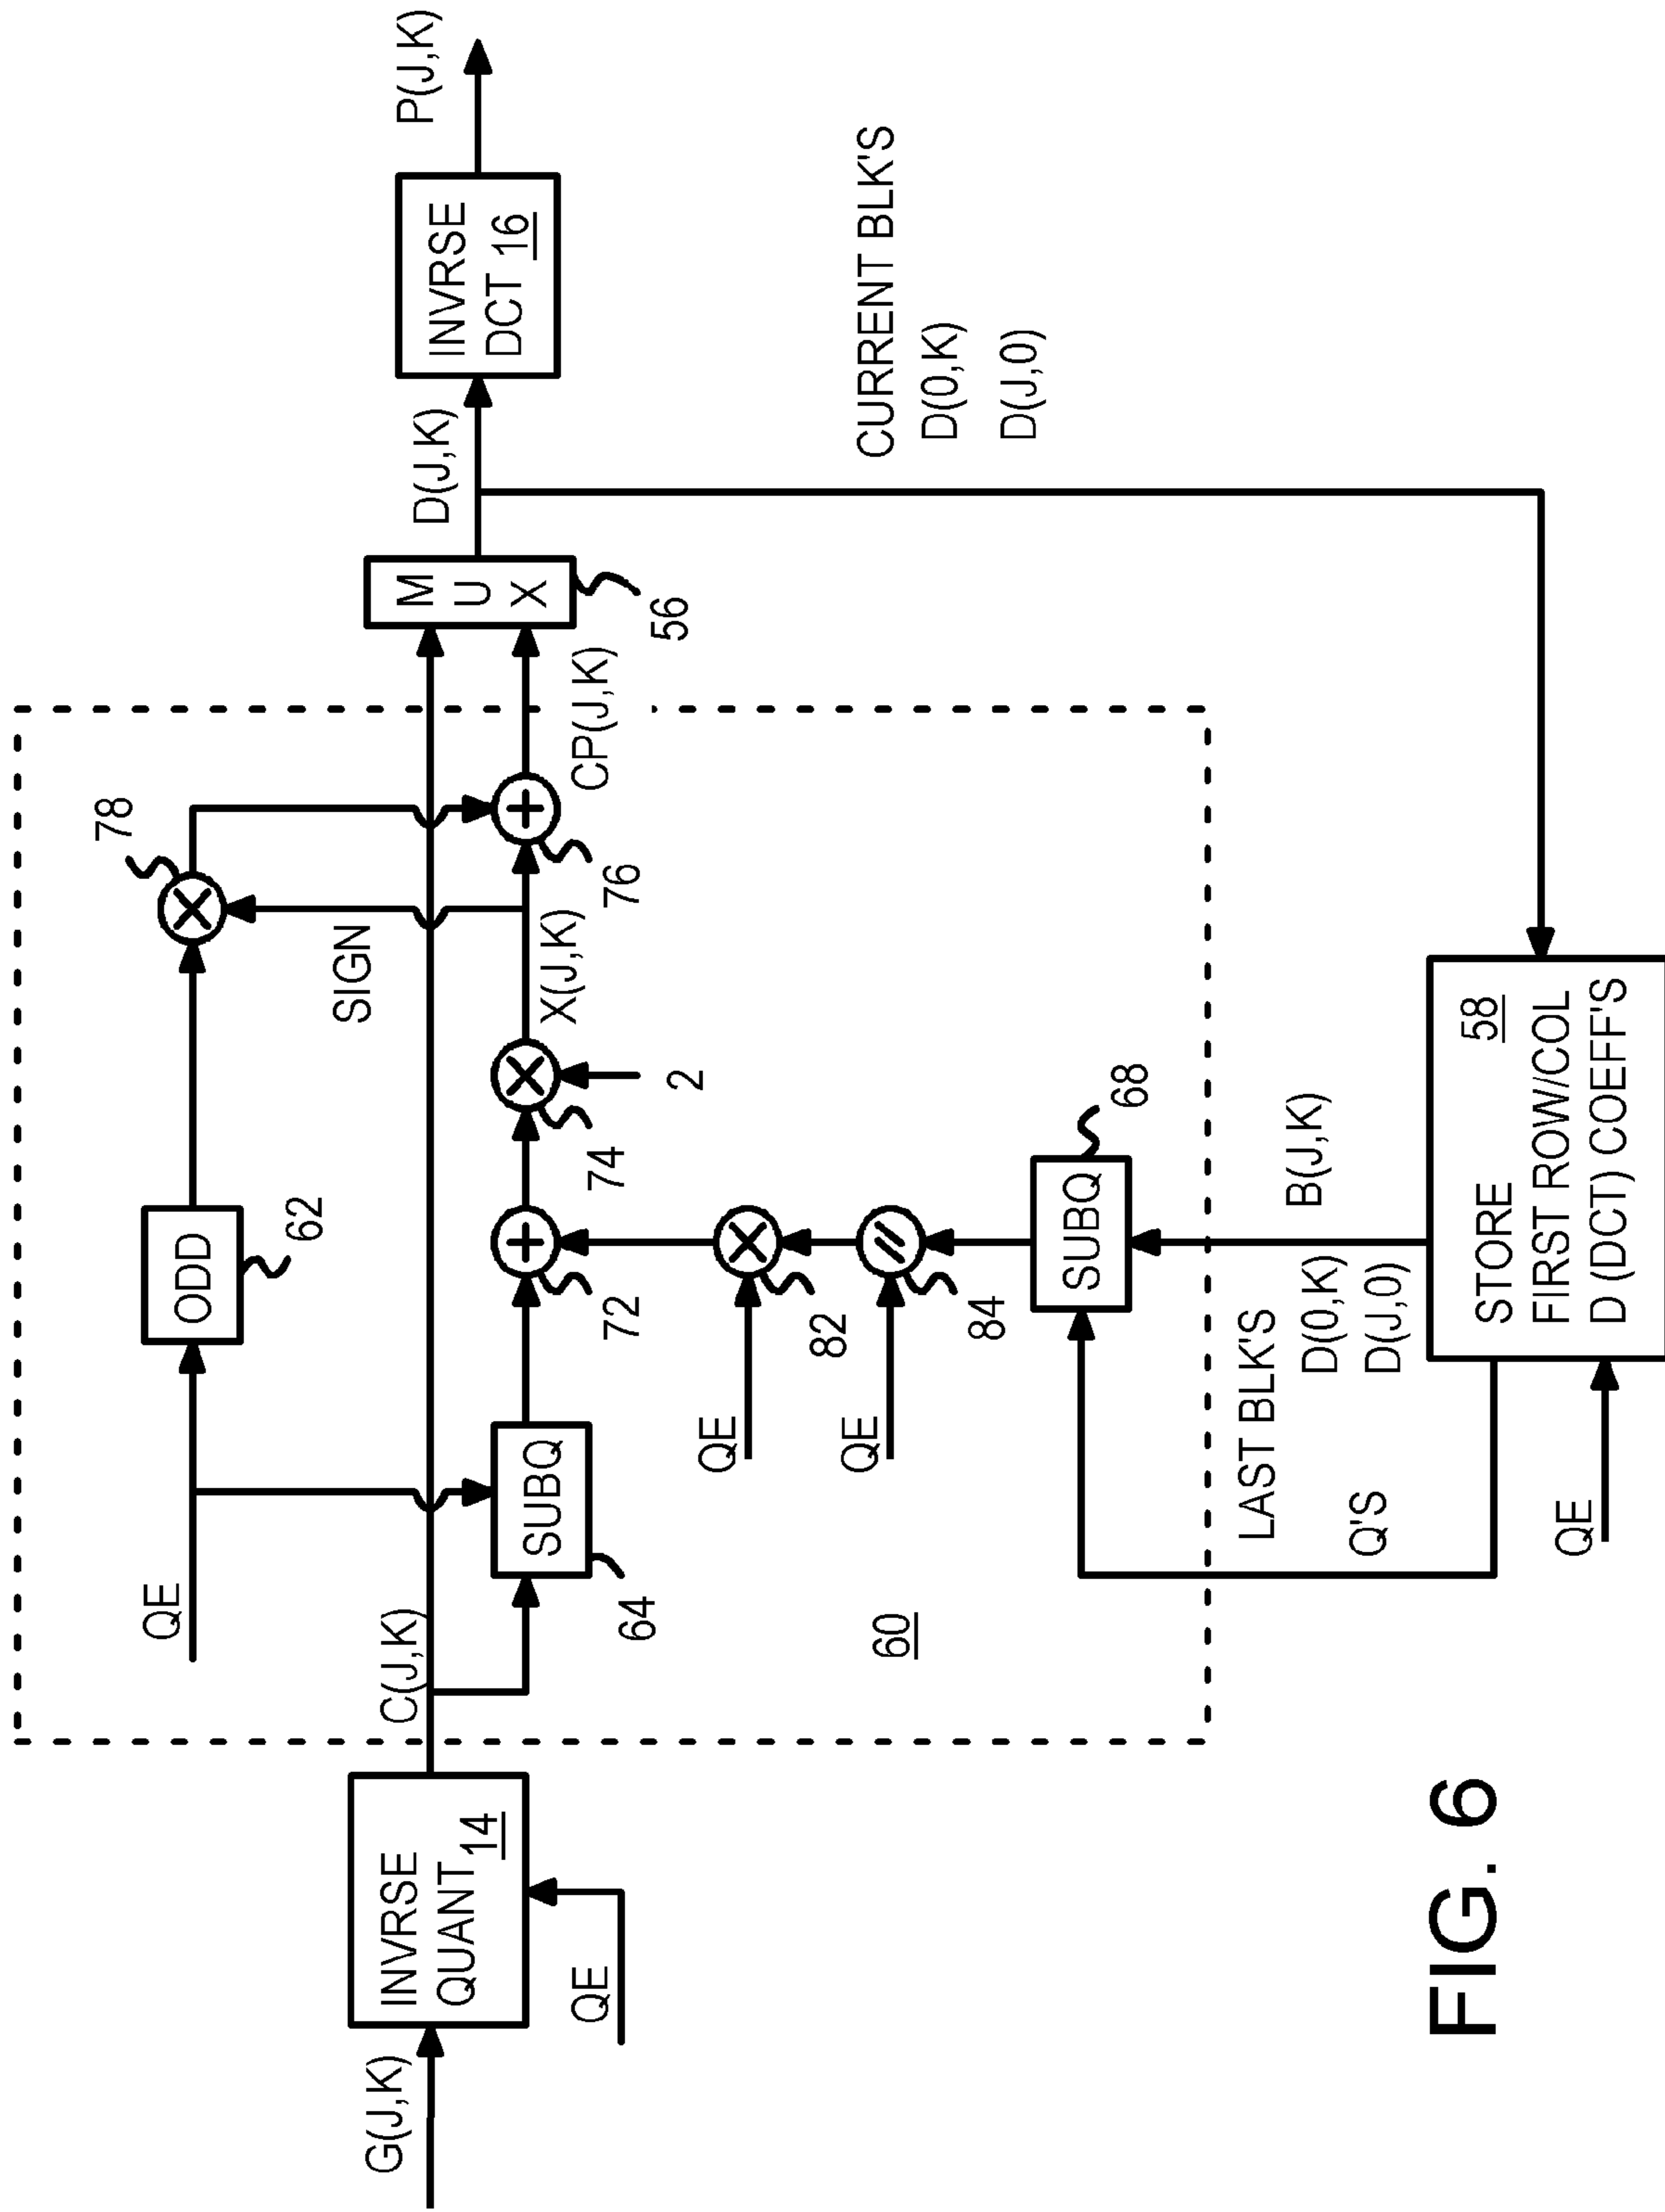 G(J,K)
INVRSE
QUANT 14
QE
C(J,K)
QE
ODD
62
SUBQ
64
60
72
74
2
X(J,K)
SIGN
78
76
CP(J,K)
M
U
X
56
D(J,K)
INVRSE
DCT 16
P(J,K)
CURRENT BLK'S
D(0,K)
D(J,0)
QE
82
QE
84
SUBQ
68
LAST BLK'S
D(0,K)
D(J,0)
B(J,K)
Q'S
QE
STORE 58
FIRST ROW/COL
D (DCT) COEFF'S
FIG. 6